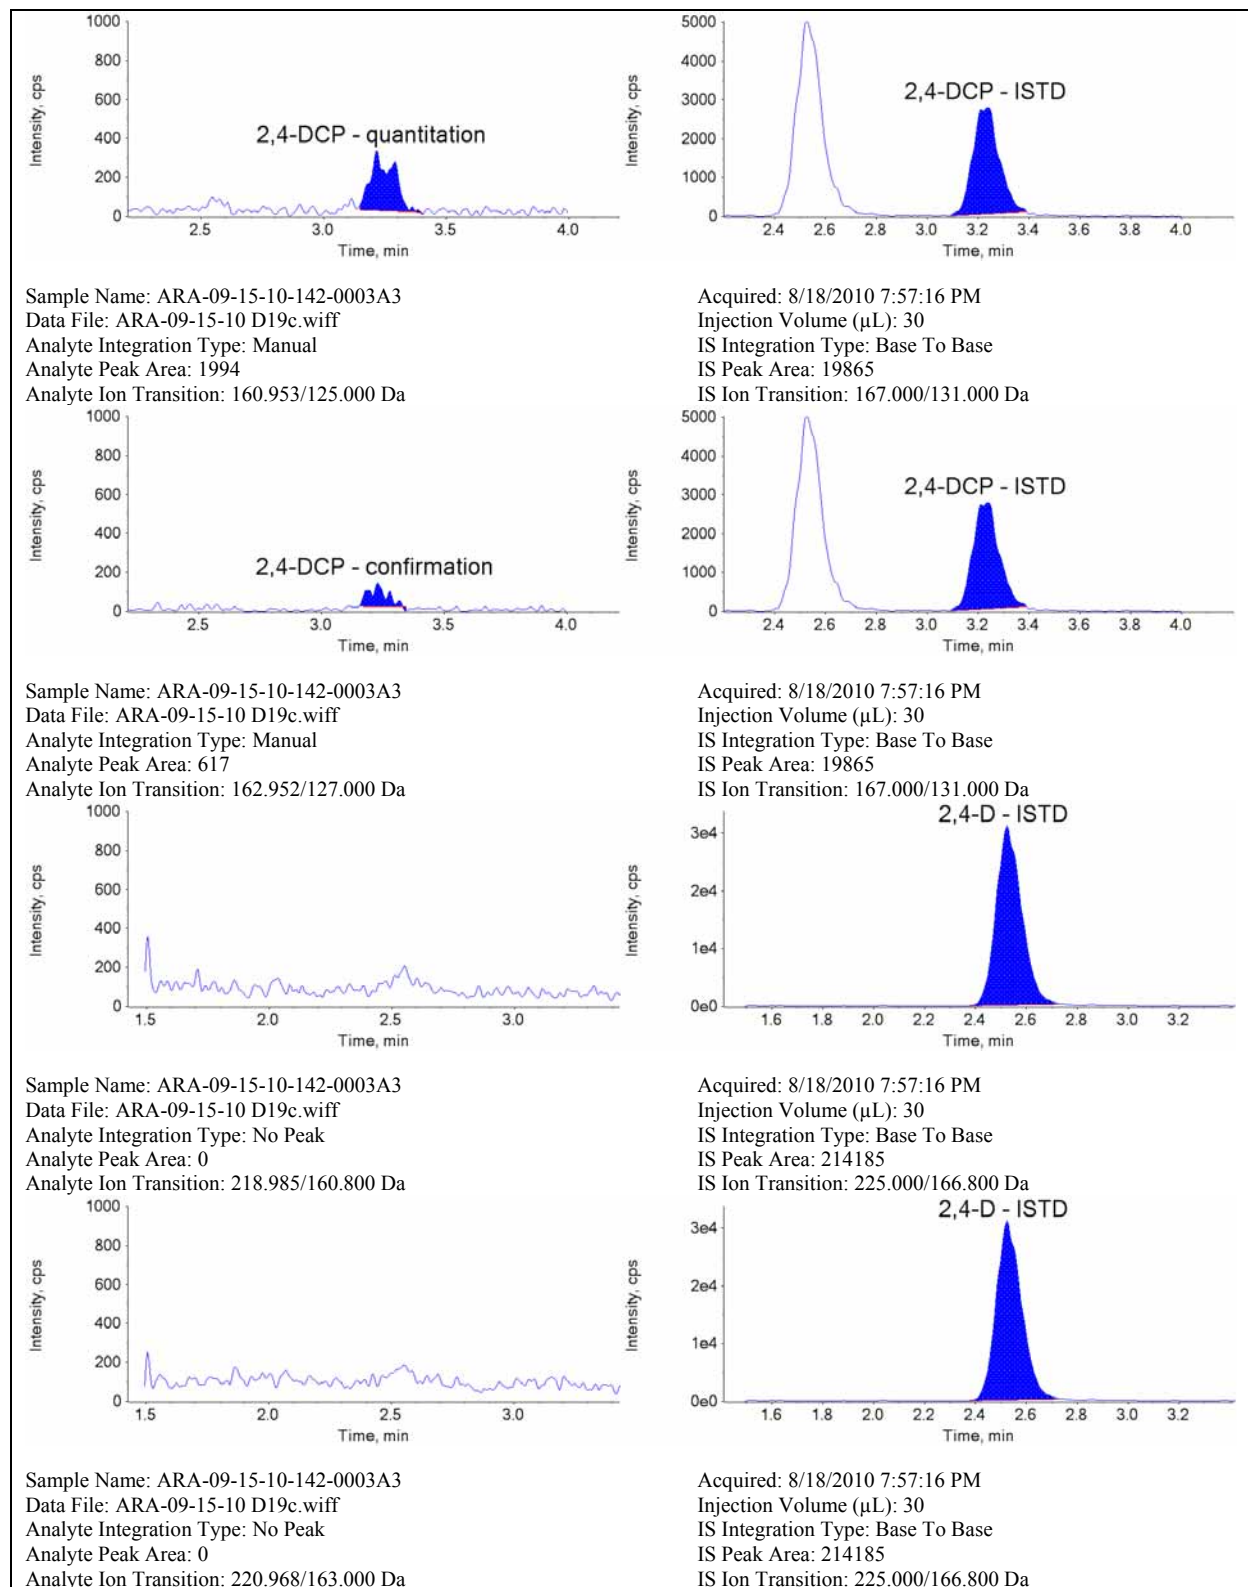 1000
800
600
400
200
0
Intensity, cps
2,4-DCP - quantitation
2.5 3.0 3.5 4.0
Time, min
5000
4000
3000
2000
1000
0
Intensity, cps
2,4-DCP - ISTD
2.4 2.6 2.8 3.0 3.2 3.4 3.6 3.8 4.0
Time, min
Sample Name: ARA-09-15-10-142-0003A3
Data File: ARA-09-15-10 D19c.wiff
Analyte Integration Type: Manual
Analyte Peak Area: 1994
Analyte Ion Transition: 160.953/125.000 Da
Acquired: 8/18/2010 7:57:16 PM
Injection Volume (µL): 30
IS Integration Type: Base To Base
IS Peak Area: 19865
IS Ion Transition: 167.000/131.000 Da
1000
800
600
400
200
0
Intensity, cps
2,4-DCP - confirmation
2.5 3.0 3.5 4.0
Time, min
5000
4000
3000
2000
1000
0
Intensity, cps
2,4-DCP - ISTD
2.4 2.6 2.8 3.0 3.2 3.4 3.6 3.8 4.0
Time, min
Sample Name: ARA-09-15-10-142-0003A3
Data File: ARA-09-15-10 D19c.wiff
Analyte Integration Type: Manual
Analyte Peak Area: 617
Analyte Ion Transition: 162.952/127.000 Da
Acquired: 8/18/2010 7:57:16 PM
Injection Volume (µL): 30
IS Integration Type: Base To Base
IS Peak Area: 19865
IS Ion Transition: 167.000/131.000 Da
1000
800
600
400
200
0
Intensity, cps
1.5 2.0 2.5 3.0
Time, min
2,4-D - ISTD
3e4
2e4
1e4
0e0
Intensity, cps
1.6 1.8 2.0 2.2 2.4 2.6 2.8 3.0 3.2
Time, min
Sample Name: ARA-09-15-10-142-0003A3
Data File: ARA-09-15-10 D19c.wiff
Analyte Integration Type: No Peak
Analyte Peak Area: 0
Analyte Ion Transition: 218.985/160.800 Da
Acquired: 8/18/2010 7:57:16 PM
Injection Volume (µL): 30
IS Integration Type: Base To Base
IS Peak Area: 214185
IS Ion Transition: 225.000/166.800 Da
1000
800
600
400
200
0
Intensity, cps
1.5 2.0 2.5 3.0
Time, min
2,4-D - ISTD
3e4
2e4
1e4
0e0
Intensity, cps
1.6 1.8 2.0 2.2 2.4 2.6 2.8 3.0 3.2
Time, min
Sample Name: ARA-09-15-10-142-0003A3
Data File: ARA-09-15-10 D19c.wiff
Analyte Integration Type: No Peak
Analyte Peak Area: 0
Analyte Ion Transition: 220.968/163.000 Da
Acquired: 8/18/2010 7:57:16 PM
Injection Volume (µL): 30
IS Integration Type: Base To Base
IS Peak Area: 214185
IS Ion Transition: 225.000/166.800 Da